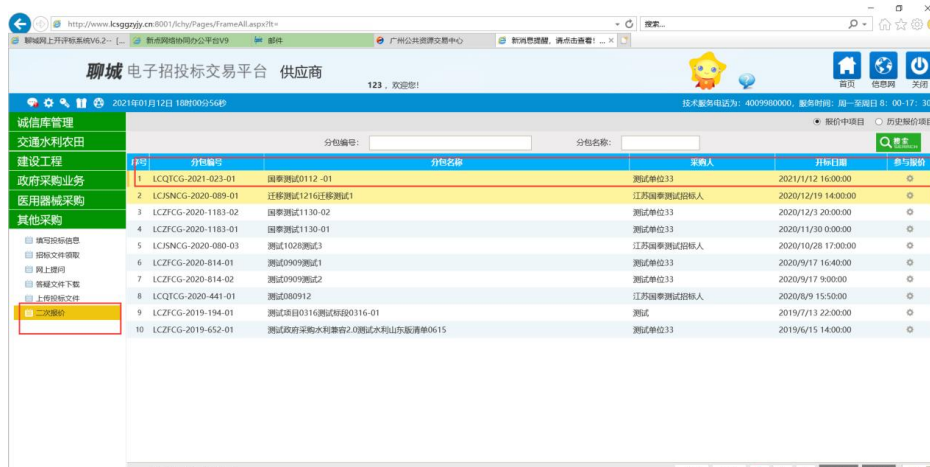 http://www.lcsggzyjy.cn:8001/lchy/Pages/FrameAll.aspx?lt=
搜索...
聊城网上开评标系统V6.2-- [...
新点网络协同办公平台V9
邮件
广州公共资源交易中心
新消息提醒，请点击查看! ...
聊城 电子招投标交易平台 供应商
123 ，欢迎您!
首页 信息网 关闭
2021年01月12日 18时00分56秒
技术服务电话为：4009980000，服务时间：周一至周日 8：00-17：30
诚信库管理
交通水利农田
建设工程
政府采购业务
医用器械采购
其他采购
填写投标信息
招标文件领取
网上提问
答疑文件下载
上传投标文件
二次报价
报价中项目 历史报价项目
分包编号： 分包名称： 搜索
序号 分包编号 分包名称 采购人 开标日期 参与报价
1 LCQTCG-2021-023-01 国泰测试0112 -01 测试单位33 2021/1/12 16:00:00
2 LCJSNCG-2020-089-01 迁移测试1216迁移测试1 江苏国泰测试招标人 2020/12/19 14:00:00
3 LCZFCG-2020-1183-02 国泰测试1130-02 测试单位33 2020/12/3 20:00:00
4 LCZFCG-2020-1183-01 国泰测试1130-01 测试单位33 2020/11/30 0:00:00
5 LCJSNCG-2020-080-03 测试1028测试3 江苏国泰测试招标人 2020/10/28 17:00:00
6 LCZFCG-2020-814-01 测试0909测试1 测试单位33 2020/9/17 16:40:00
7 LCZFCG-2020-814-02 测试0909测试2 测试单位33 2020/9/17 9:00:00
8 LCQTCG-2020-441-01 测试080912 江苏国泰测试招标人 2020/8/9 15:50:00
9 LCZFCG-2019-194-01 测试项目0316测试标段0316-01 测试 2019/7/13 22:00:00
10 LCZFCG-2019-652-01 测试政府采购水利兼容2.0测试水利山东版清单0615 测试单位33 2019/6/15 14:00:00